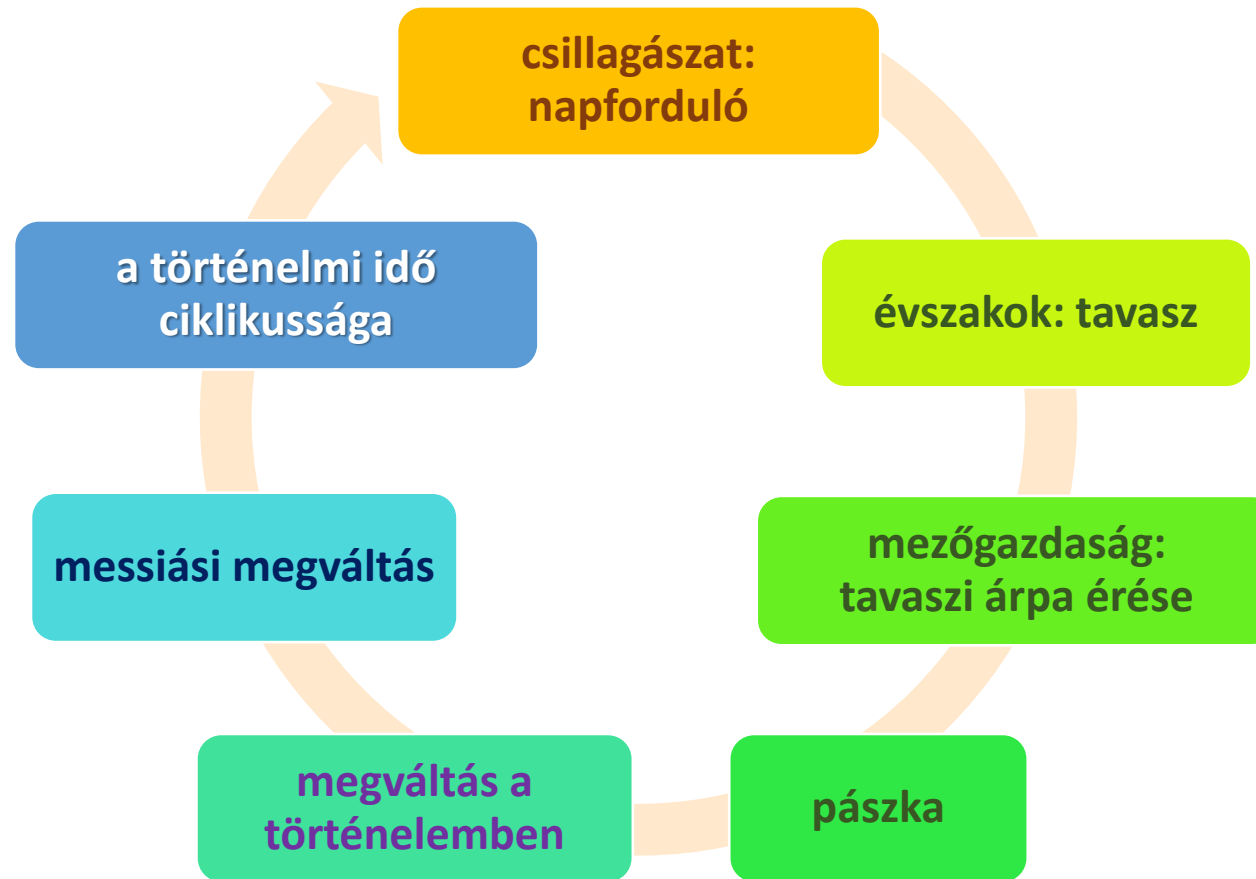 csillagászat:
napforduló
évszakok: tavasz
mezőgazdaság:
tavaszi árpa érése
pászka
megváltás a
történelemben
messiási megváltás
a történelmi idő
ciklikussága